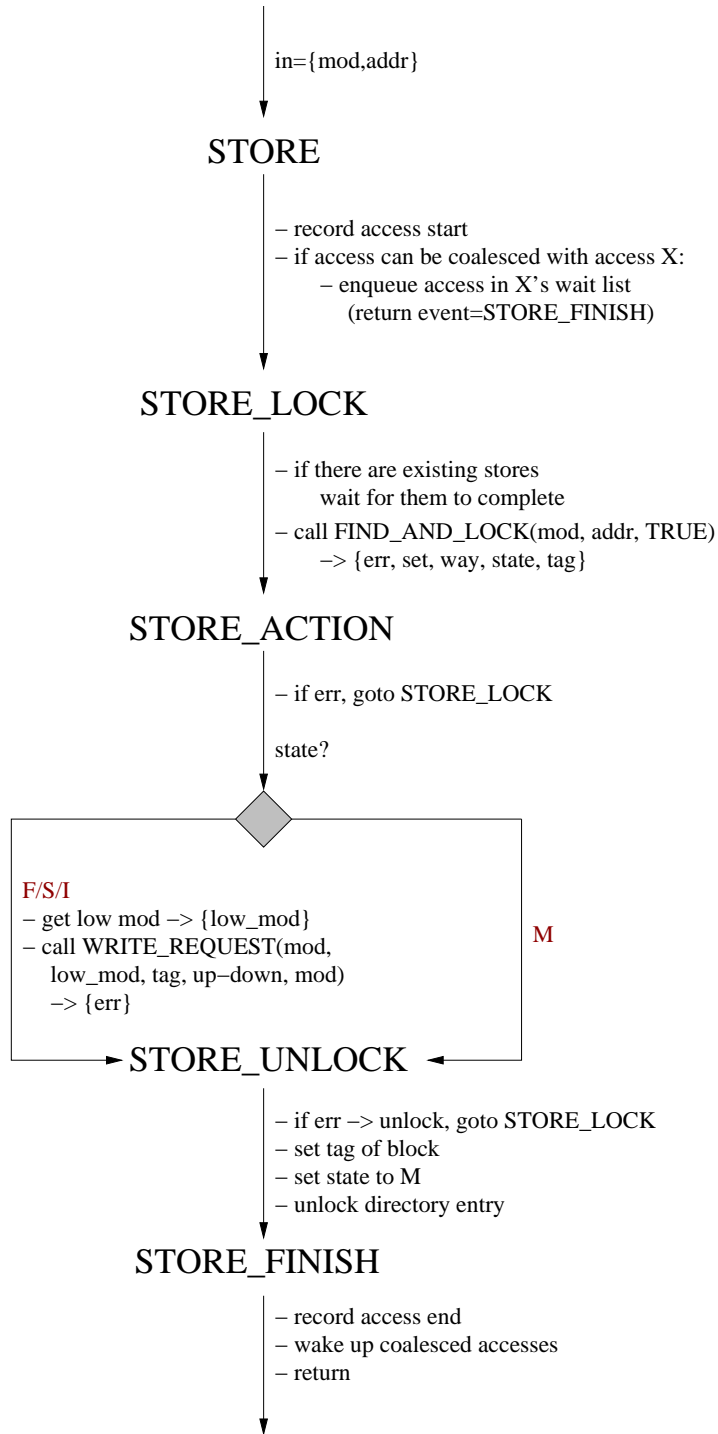 in={mod,addr}
STORE
– record access start
– if access can be coalesced with access X:
– enqueue access in X's wait list
(return event=STORE_FINISH)
STORE_LOCK
– if there are existing stores
wait for them to complete
– call FIND_AND_LOCK(mod, addr, TRUE)
–> {err, set, way, state, tag}
STORE_ACTION
– if err, goto STORE_LOCK
state?
F/S/I
– get low mod –> {low_mod}
– call WRITE_REQUEST(mod,
low_mod, tag, up–down, mod)
–> {err}
M
STORE_UNLOCK
– if err –> unlock, goto STORE_LOCK
– set tag of block
– set state to M
– unlock directory entry
STORE_FINISH
– record access end
– wake up coalesced accesses
– return